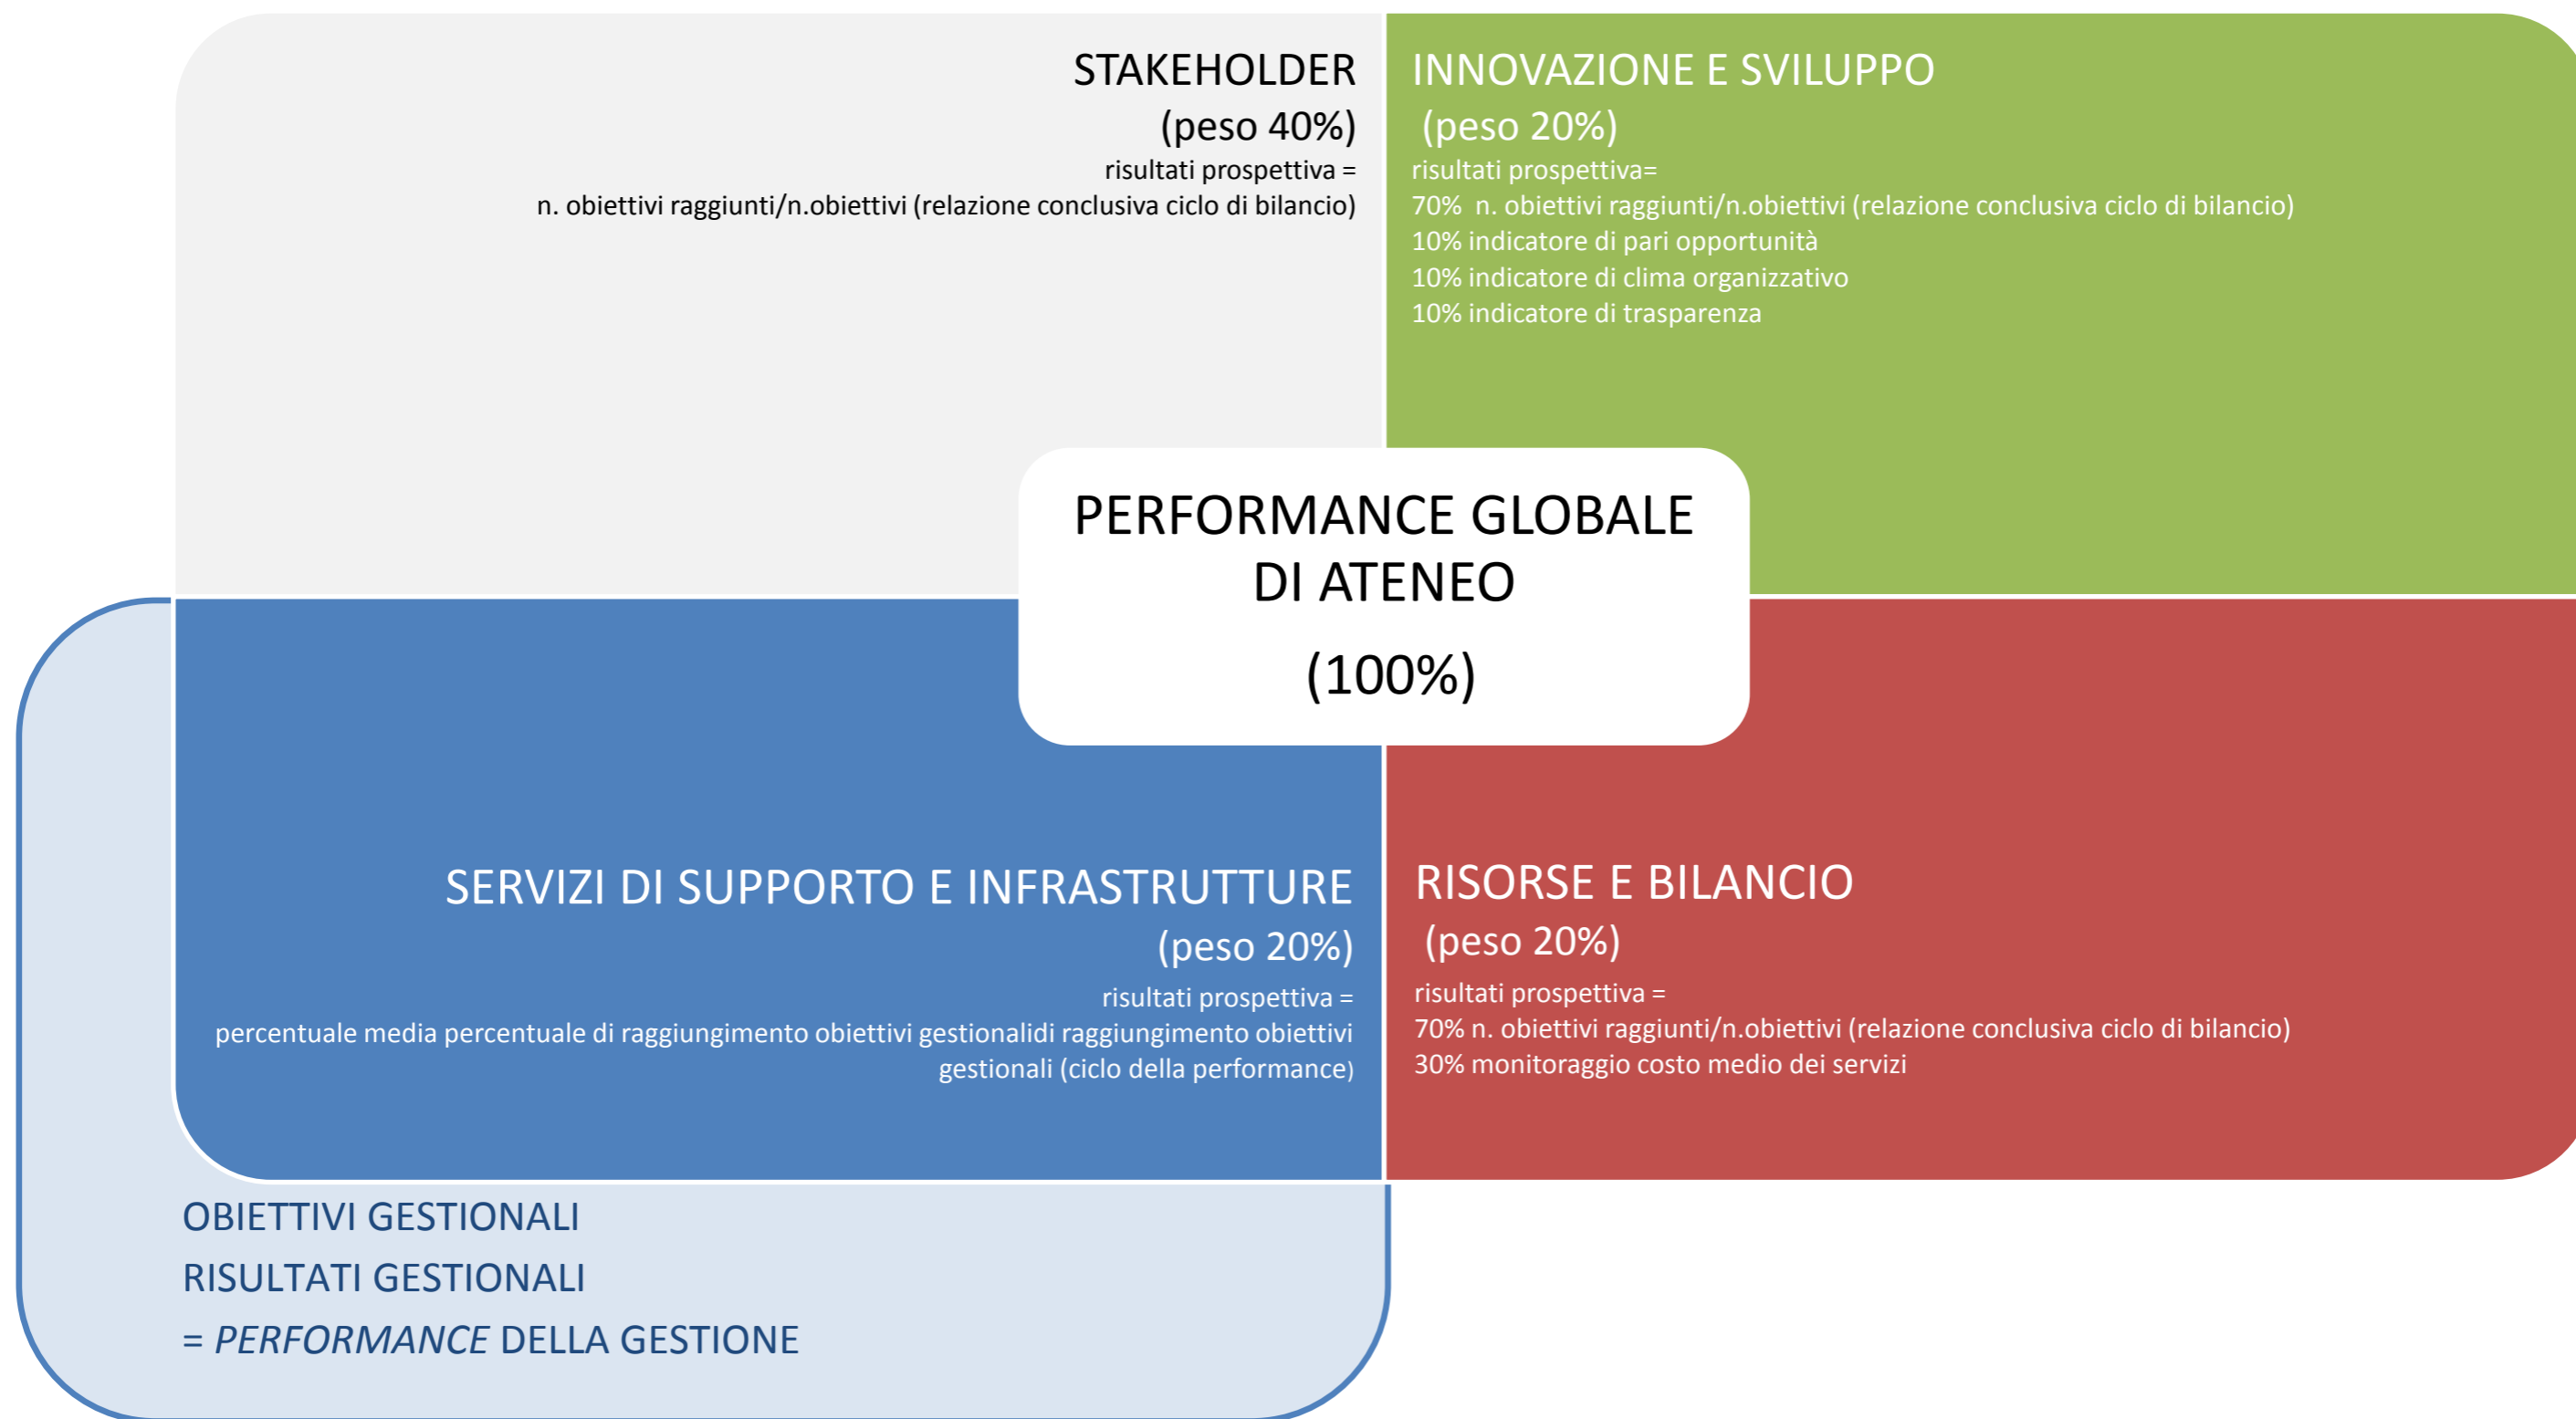 STAKEHOLDER
(peso 40%)
risultati prospettiva =
n. obiettivi raggiunti/n.obiettivi (relazione conclusiva ciclo di bilancio)
INNOVAZIONE E SVILUPPO
(peso 20%)
risultati prospettiva=
70% n. obiettivi raggiunti/n.obiettivi (relazione conclusiva ciclo di bilancio)
10% indicatore di pari opportunità
10% indicatore di clima organizzativo
10% indicatore di trasparenza
PERFORMANCE GLOBALE
DI ATENEO
(100%)
SERVIZI DI SUPPORTO E INFRASTRUTTURE
(peso 20%)
risultati prospettiva =
percentuale media percentuale di raggiungimento obiettivi gestionalidi raggiungimento obiettivi
gestionali (ciclo della performance)
RISORSE E BILANCIO
(peso 20%)
risultati prospettiva =
70% n. obiettivi raggiunti/n.obiettivi (relazione conclusiva ciclo di bilancio)
30% monitoraggio costo medio dei servizi
OBIETTIVI GESTIONALI
RISULTATI GESTIONALI
= PERFORMANCE DELLA GESTIONE